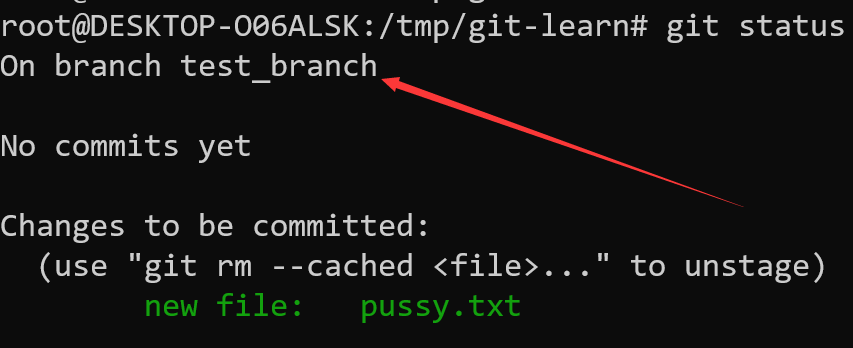 root@DESKTOP-O06ALSK:/tmp/git-learn# git status
On branch test_branch
No commits yet
Changes to be committed:
(use "git rm --cached <file>..." to unstage)
new file: pussy.txt